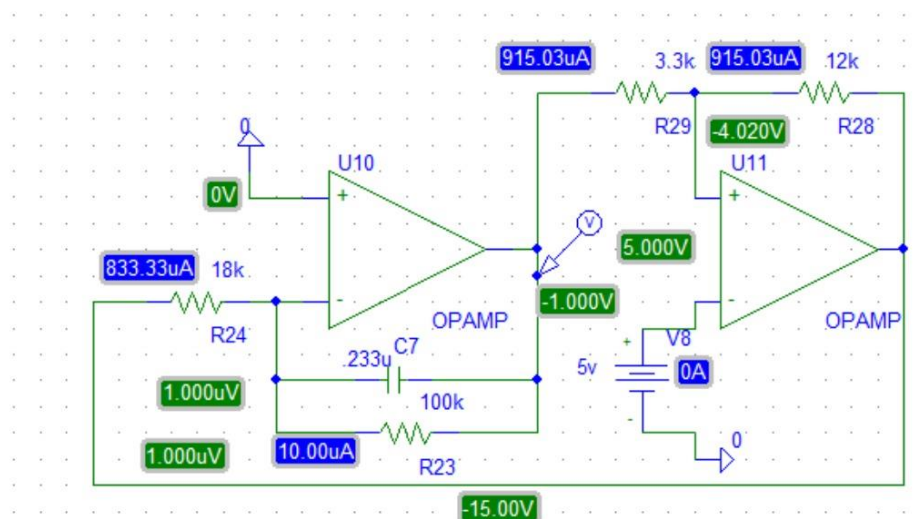 915.03uA
3.3k
915.03uA
12k
0
R29
-4.020V
R28
U10
U11
0V
+
+
V
5.000V
833.33uA
18k
-
-
-1.000V
R24
OPAMP
OPAMP
.233u
C7
+
V8
5v
0A
1.000uV
100k
-
1.000uV
10.00uA
R23
0
-15.00V